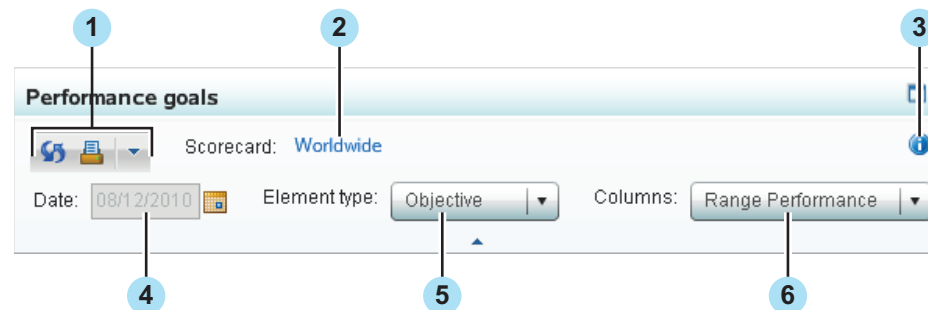 1 2 3
Performance goals
Scorecard: Worldwide
Date: 08/12/2010 Element type: Objective Columns: Range Performance
4 5 6